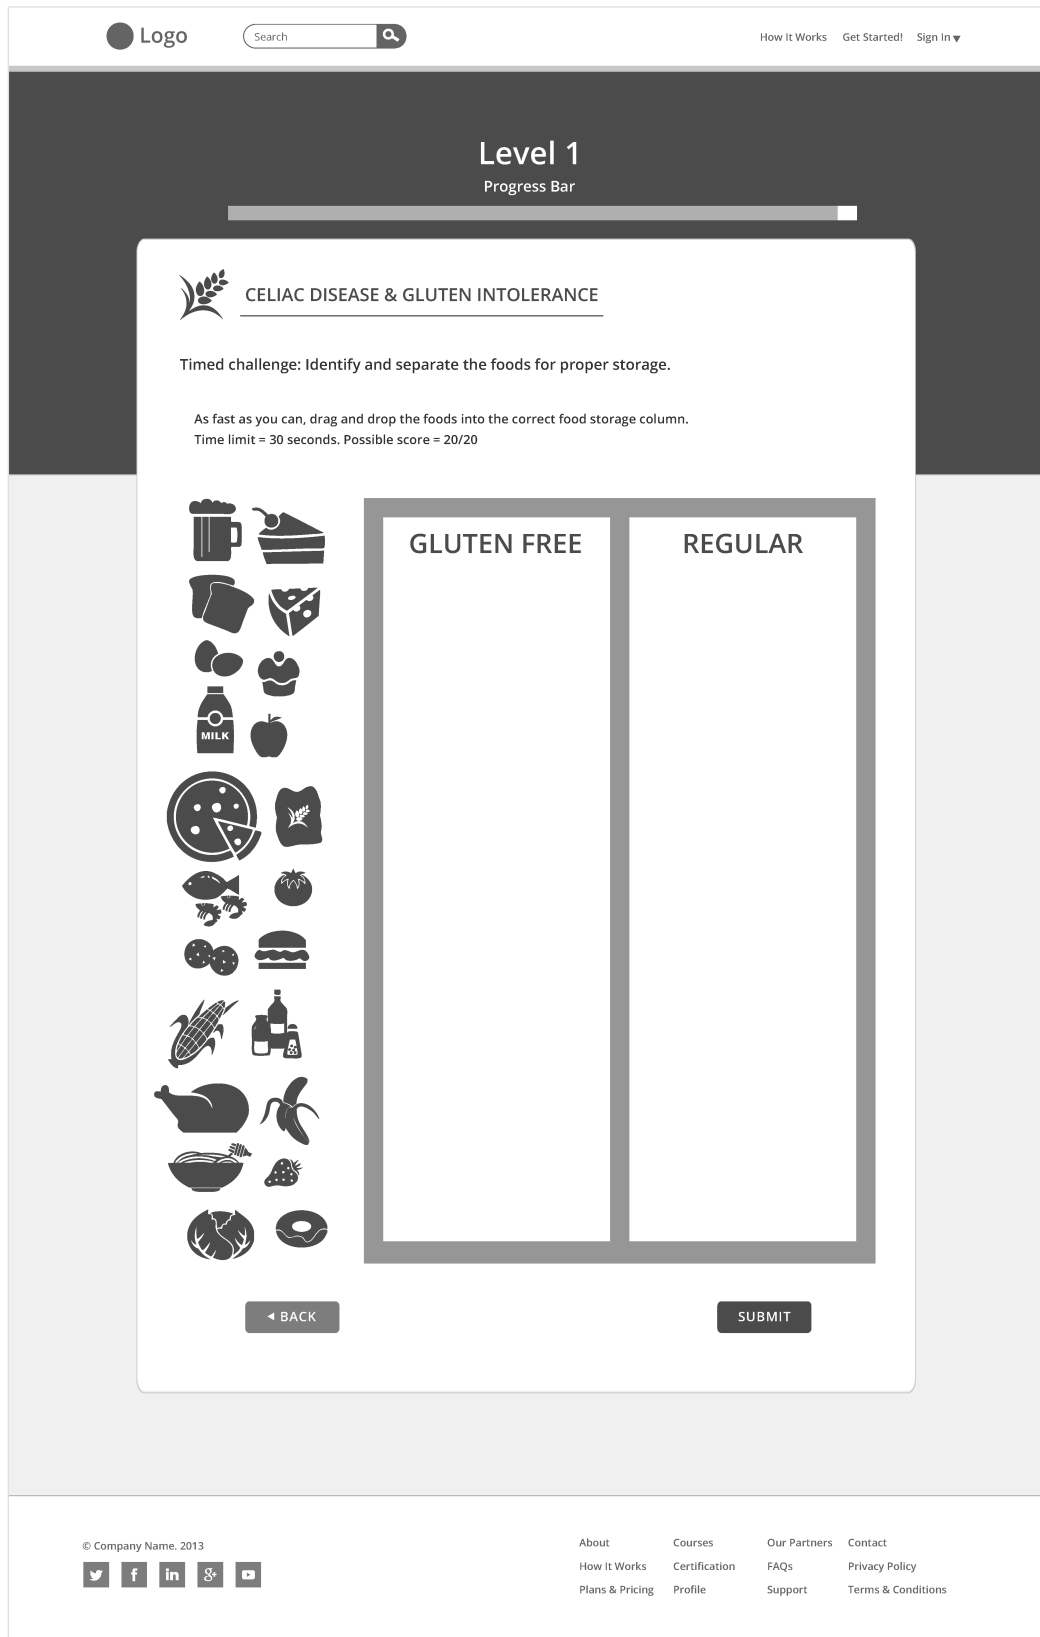 Logo
Search
How It Works Get Started! Sign In
Level 1
Progress Bar
CELIAC DISEASE & GLUTEN INTOLERANCE
Timed challenge: Identify and separate the foods for proper storage.
As fast as you can, drag and drop the foods into the correct food storage column.
Time limit = 30 seconds. Possible score = 20/20
GLUTEN FREE
REGULAR
MILK
BACK
SUBMIT
© Company Name. 2013
f in g+
About Courses Our Partners Contact
How It Works Certification FAQs Privacy Policy
Plans & Pricing Profile Support Terms & Conditions